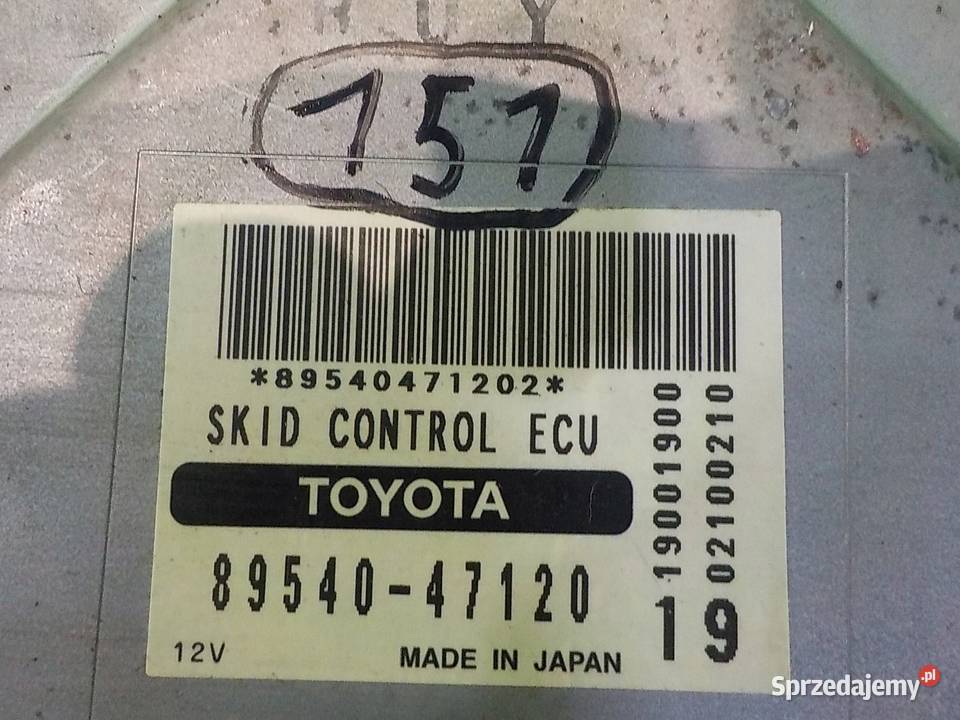 151
*89540471202*
SKID CONTROL ECU
TOYOTA
89540-47120
12V
MADE IN JAPAN
19001900
02100210
19
Sprzedajemy.pl